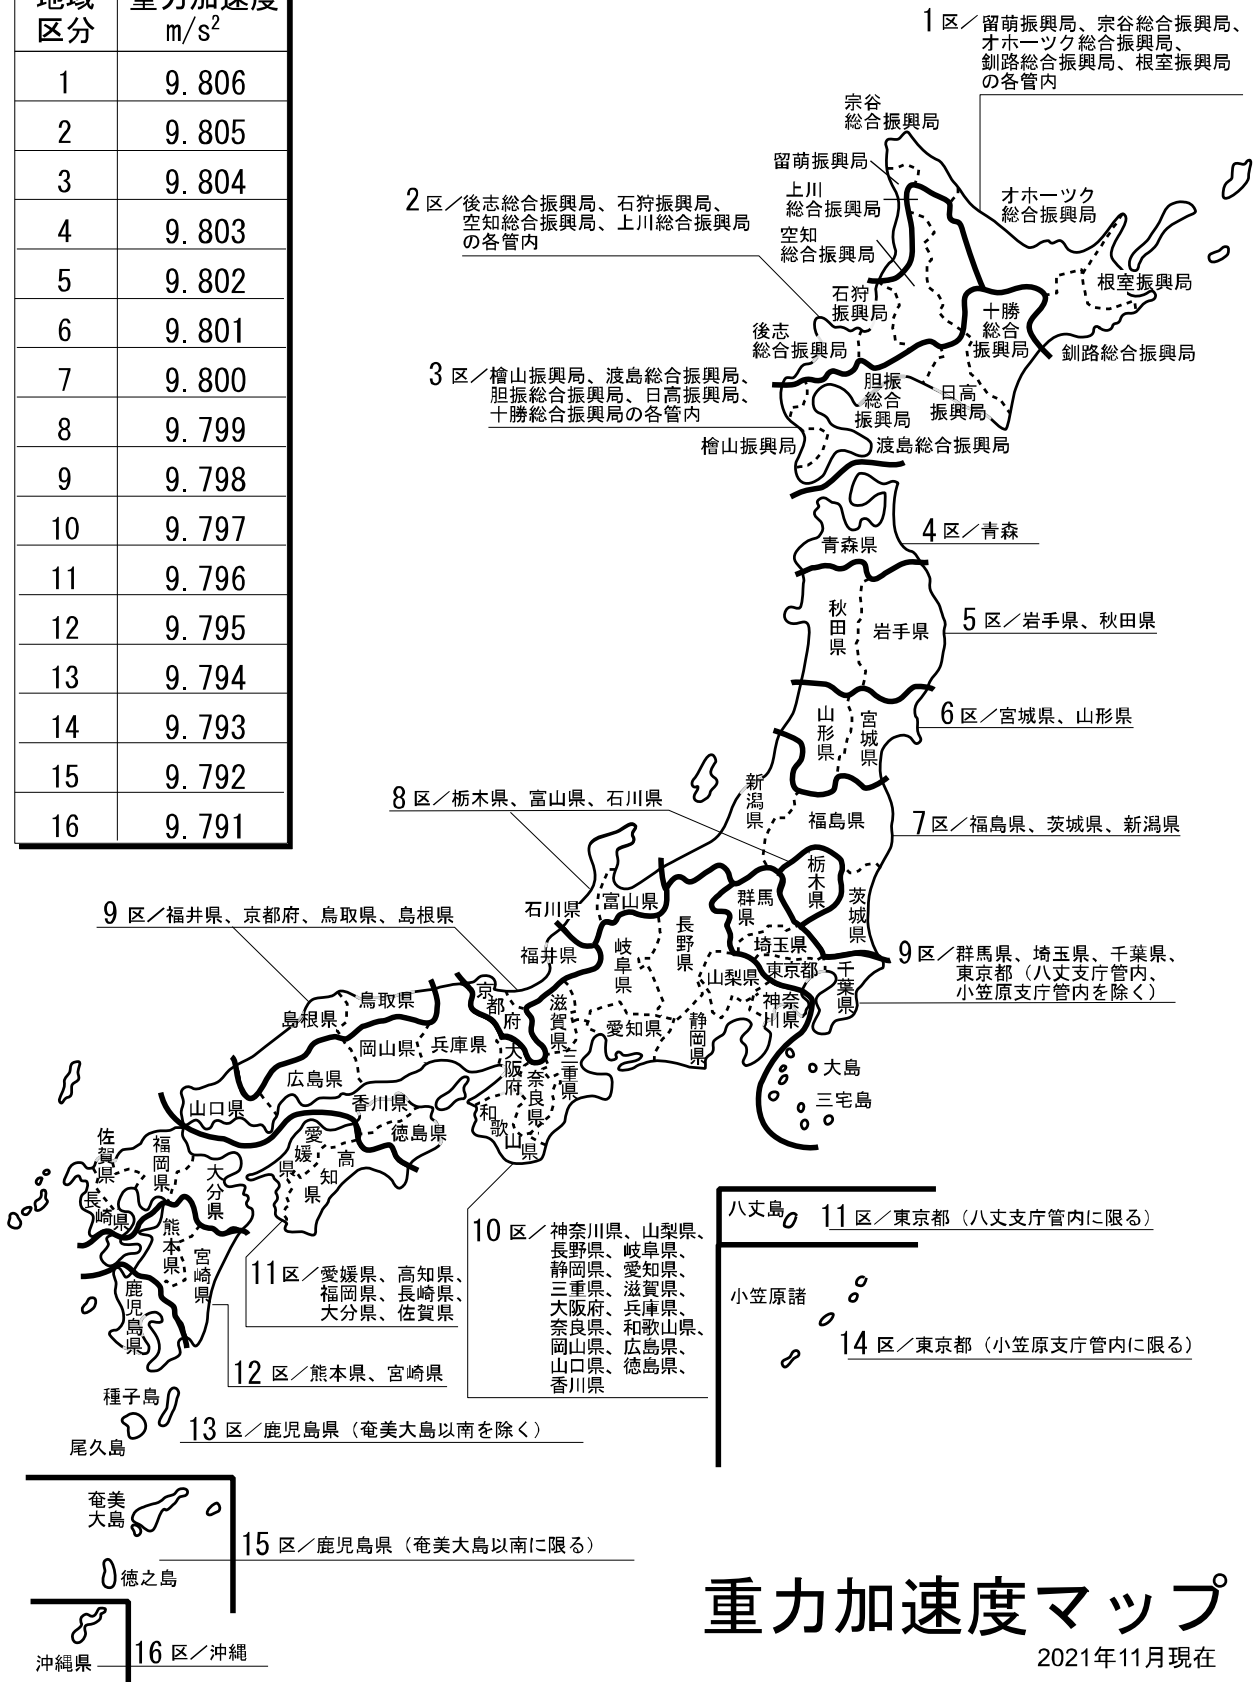 地域 重力加速度
区分 m/s²
1 9.806
2 9.805
3 9.804
4 9.803
5 9.802
6 9.801
7 9.800
8 9.799
9 9.798
10 9.797
11 9.796
12 9.795
13 9.794
14 9.793
15 9.792
16 9.791
1区／留萌振興局、宗谷総合振興局、
オホーツク総合振興局、
釧路総合振興局、根室振興局
の各管内
宗谷
総合振興局
留萌振興局
上川
総合振興局
オホーツク
総合振興局
2区／後志総合振興局、石狩振興局、
空知総合振興局、上川総合振興局
の各管内
空知
総合振興局
根室振興局
石狩
振興局
十勝
総合
振興局
後志
総合振興局
釧路総合振興局
3区／檜山振興局、渡島総合振興局、
胆振総合振興局、日高振興局、
十勝総合振興局の各管内
胆振
総合
振興局
日高
振興局
檜山振興局
渡島総合振興局
4区／青森
青森県
秋田県
岩手県
5区／岩手県、秋田県
山形県
宮城県
6区／宮城県、山形県
新潟県
福島県
7区／福島県、茨城県、新潟県
8区／栃木県、富山県、石川県
栃木県
茨城県
群馬県
富山県
石川県
長野県
埼玉県
9区／福井県、京都府、鳥取県、島根県
福井県
岐阜県
山梨県
東京都
千葉県
神奈川県
9区／群馬県、埼玉県、千葉県、
東京都（八丈支庁管内、
小笠原支庁管内を除く）
鳥取県
島根県
京都府
滋賀県
愛知県
静岡県
岡山県
兵庫県
大阪府
三重県
奈良県
広島県
山口県
香川県
徳島県
和歌山県
大島
三宅島
佐賀県
福岡県
大分県
愛媛県
高知県
長崎県
熊本県
宮崎県
鹿児島県
八丈島
11区／東京都（八丈支庁管内に限る）
10区／神奈川県、山梨県、
長野県、岐阜県、
静岡県、愛知県、
三重県、滋賀県、
大阪府、兵庫県、
奈良県、和歌山県、
岡山県、広島県、
山口県、徳島県、
香川県
11区／愛媛県、高知県、
福岡県、長崎県、
大分県、佐賀県
小笠原諸
14区／東京都（小笠原支庁管内に限る）
12区／熊本県、宮崎県
種子島
尾久島
13区／鹿児島県（奄美大島以南を除く）
奄美
大島
15区／鹿児島県（奄美大島以南に限る）
徳之島
沖縄県
16区／沖縄
重力加速度マップ
2021年11月現在